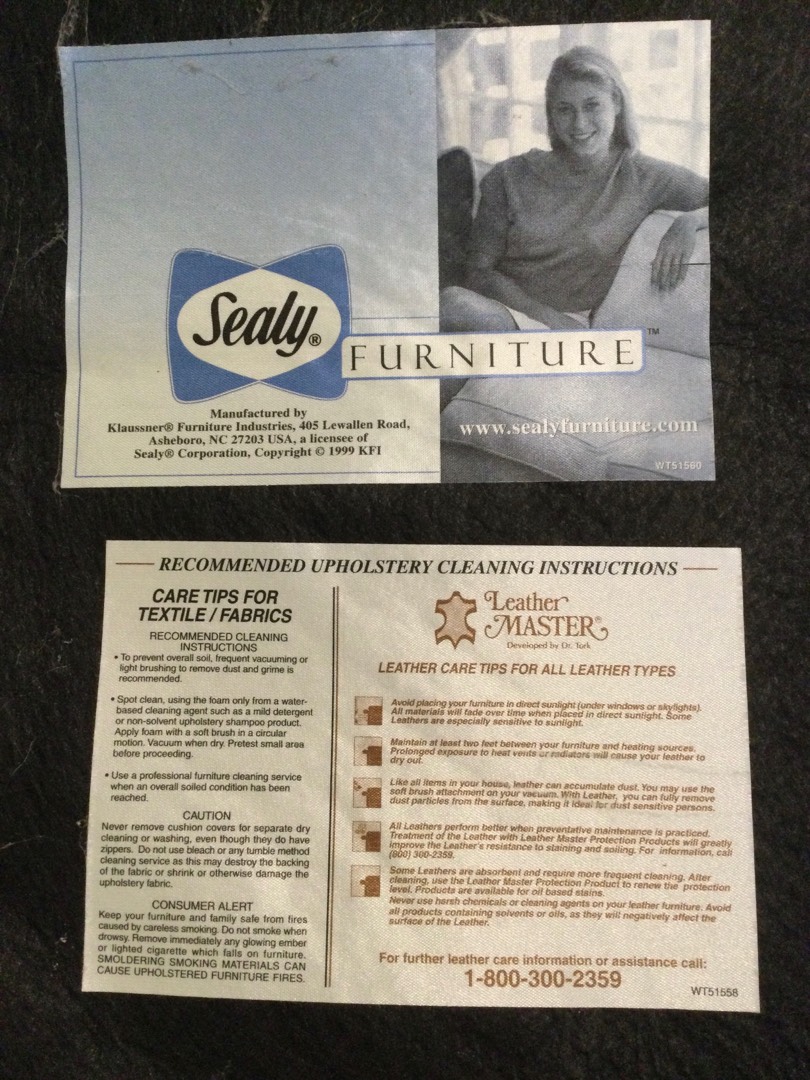 Sealy®
FURNITURE™
Manufactured by
Klaussner® Furniture Industries, 405 Lewallen Road,
Asheboro, NC 27203 USA, a licensee of
Sealy® Corporation, Copyright © 1999 KFI
www.sealyfurniture.com
WT51560
RECOMMENDED UPHOLSTERY CLEANING INSTRUCTIONS
CARE TIPS FOR
TEXTILE / FABRICS
RECOMMENDED CLEANING
INSTRUCTIONS
• To prevent overall soil, frequent vacuuming or
light brushing to remove dust and grime is
recommended.
• Spot clean, using the foam only from a water-
based cleaning agent such as a mild detergent
or non-solvent upholstery shampoo product.
Apply foam with a soft brush in a circular
motion. Vacuum when dry. Pretest small area
before proceeding.
• Use a professional furniture cleaning service
when an overall soiled condition has been
reached.
CAUTION
Never remove cushion covers for separate dry
cleaning or washing, even though they do have
zippers. Do not use bleach or any tumble method
cleaning service as this may destroy the backing
of the fabric or shrink or otherwise damage the
upholstery fabric.
CONSUMER ALERT
Keep your furniture and family safe from fires
caused by careless smoking. Do not smoke when
drowsy. Remove immediately any glowing ember
or lighted cigarette which falls on furniture.
SMOLDERING SMOKING MATERIALS CAN
CAUSE UPHOLSTERED FURNITURE FIRES.
Leather
MASTER®
Developed by Dr. Tork
LEATHER CARE TIPS FOR ALL LEATHER TYPES
Avoid placing your furniture in direct sunlight (under windows or skylights).
All materials will fade over time when placed in direct sunlight. Some
Leathers are especially sensitive to sunlight.
Maintain at least two feet between your furniture and heating sources.
Prolonged exposure to heat vents or radiators will cause your leather to
dry out.
Like all items in your house, leather can accumulate dust. You may use the
soft brush attachment on your vacuum. With Leather, you can fully remove
dust particles from the surface, making it ideal for dust sensitive persons.
All Leathers perform better when preventative maintenance is practiced.
Treatment of the Leather with Leather Master Protection Products will greatly
improve the Leather's resistance to staining and soiling. For information, call
(800) 300-2359.
Some Leathers are absorbent and require more frequent cleaning. After
cleaning, use the Leather Master Protection Product to renew the protection
level. Products are available for oil based stains.
Never use harsh chemicals or cleaning agents on your leather furniture. Avoid
all products containing solvents or oils, as they will negatively affect the
surface of the Leather.
For further leather care information or assistance call:
1-800-300-2359
WT51558